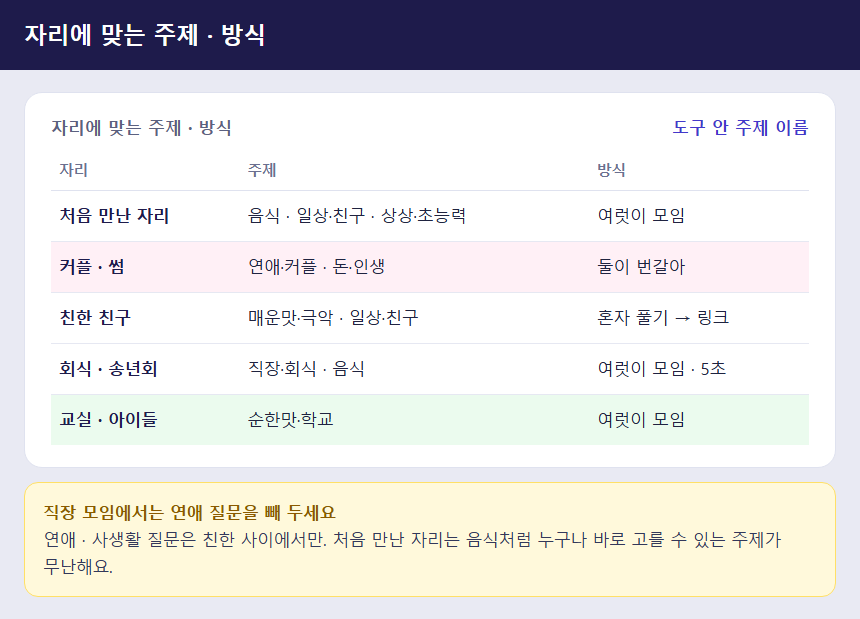 자리에 맞는 주제 · 방식
자리에 맞는 주제 · 방식 도구 안 주제 이름
자리 주제 방식
처음 만난 자리 음식 · 일상·친구 · 상상·초능력 여럿이 모임
커플 · 썸 연애·커플 · 돈·인생 둘이 번갈아
친한 친구 매운맛·극악 · 일상·친구 혼자 풀기 → 링크
회식 · 송년회 직장·회식 · 음식 여럿이 모임 · 5초
교실 · 아이들 순한맛·학교 여럿이 모임
직장 모임에서는 연애 질문을 빼 두세요
연애 · 사생활 질문은 친한 사이에서만. 처음 만난 자리는 음식처럼 누구나 바로 고를 수 있는 주제가
무난해요.